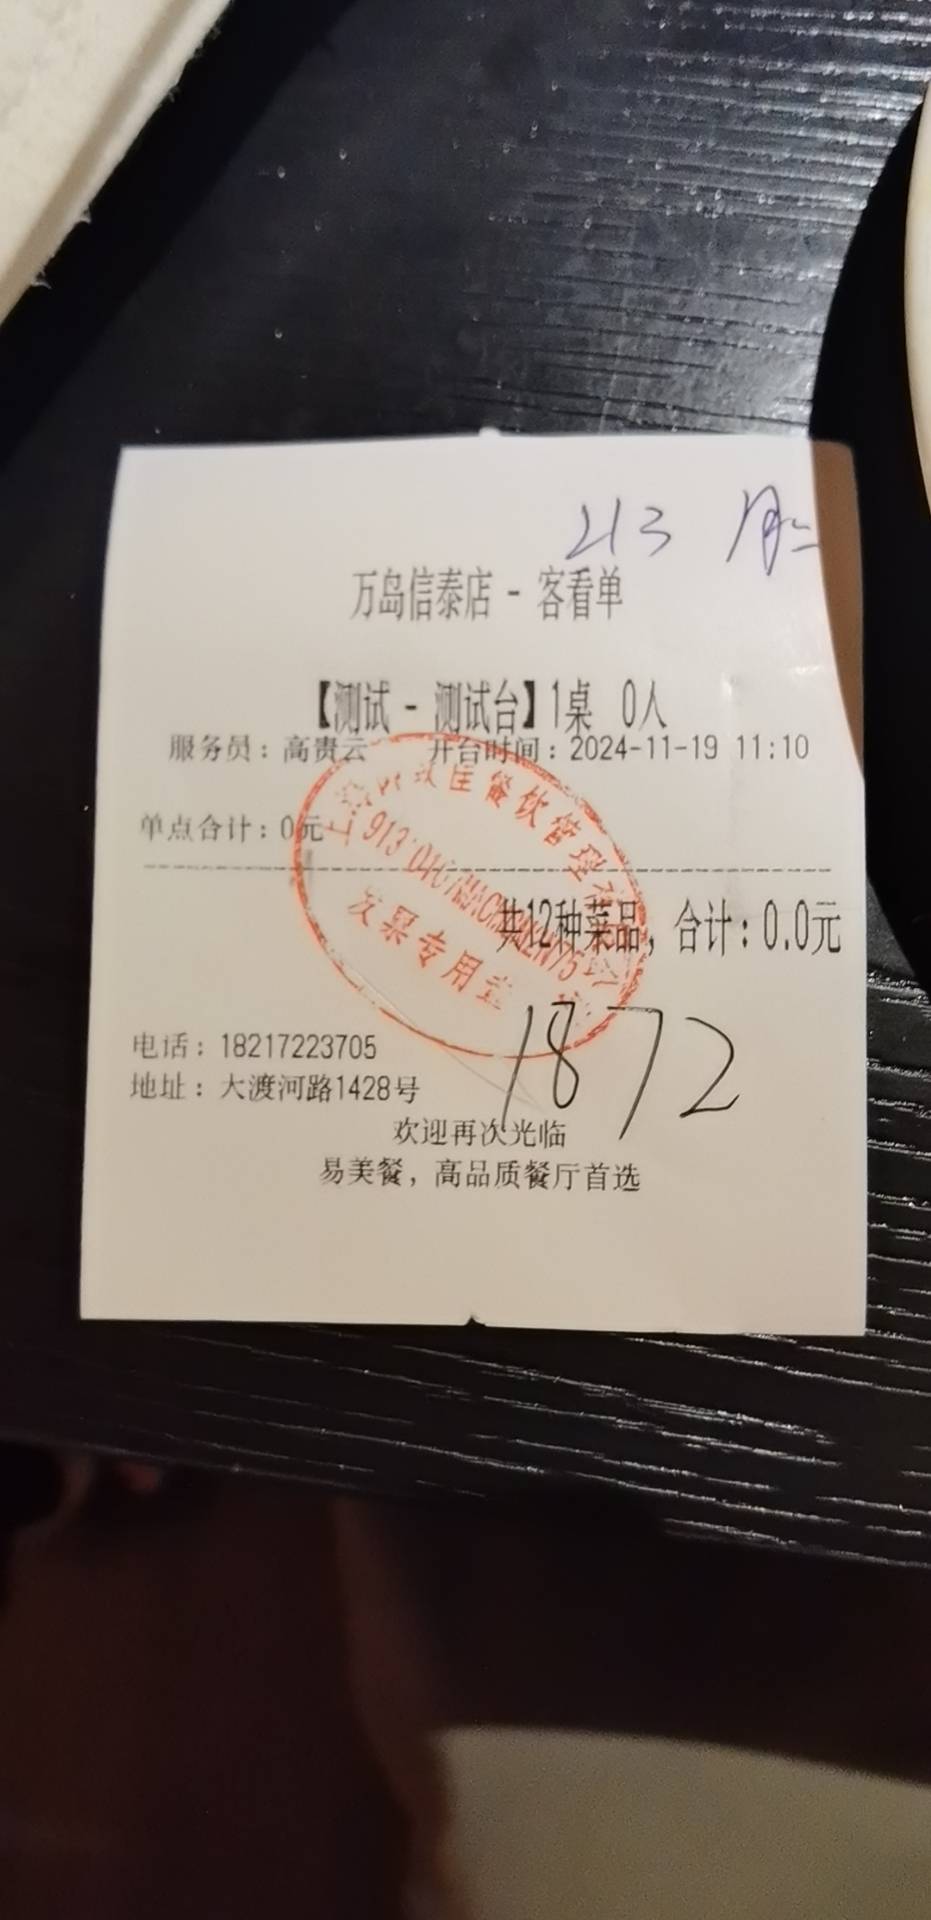 213
万岛信泰店 - 客看单
【测试 - 测试台】1桌 0人
服务员：高贵云 开台时间：2024-11-19 11:10
单点合计：0元
餐饮管理
发票专用
共12种菜品，合计：0.0元
1872
电话：18217223705
地址：大渡河路1428号
欢迎再次光临
易美餐，高品质餐厅首选